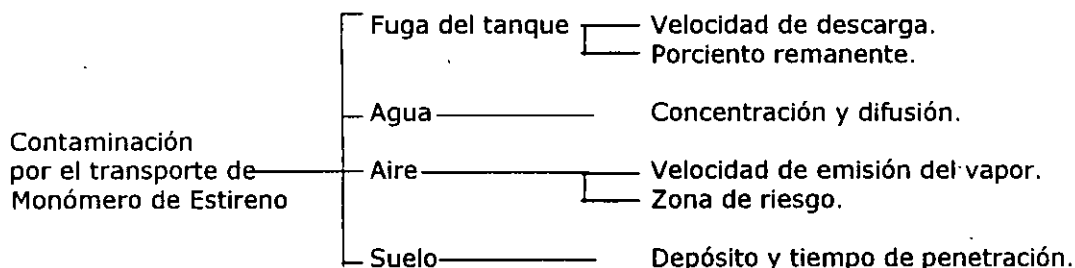 Fuga del tanque
Velocidad de descarga.
Porciento remanente.
Agua
Concentración y difusión.
Contaminación
por el transporte de
Monómero de Estireno
Aire
Velocidad de emisión del vapor.
Zona de riesgo.
Suelo
Depósito y tiempo de penetración.